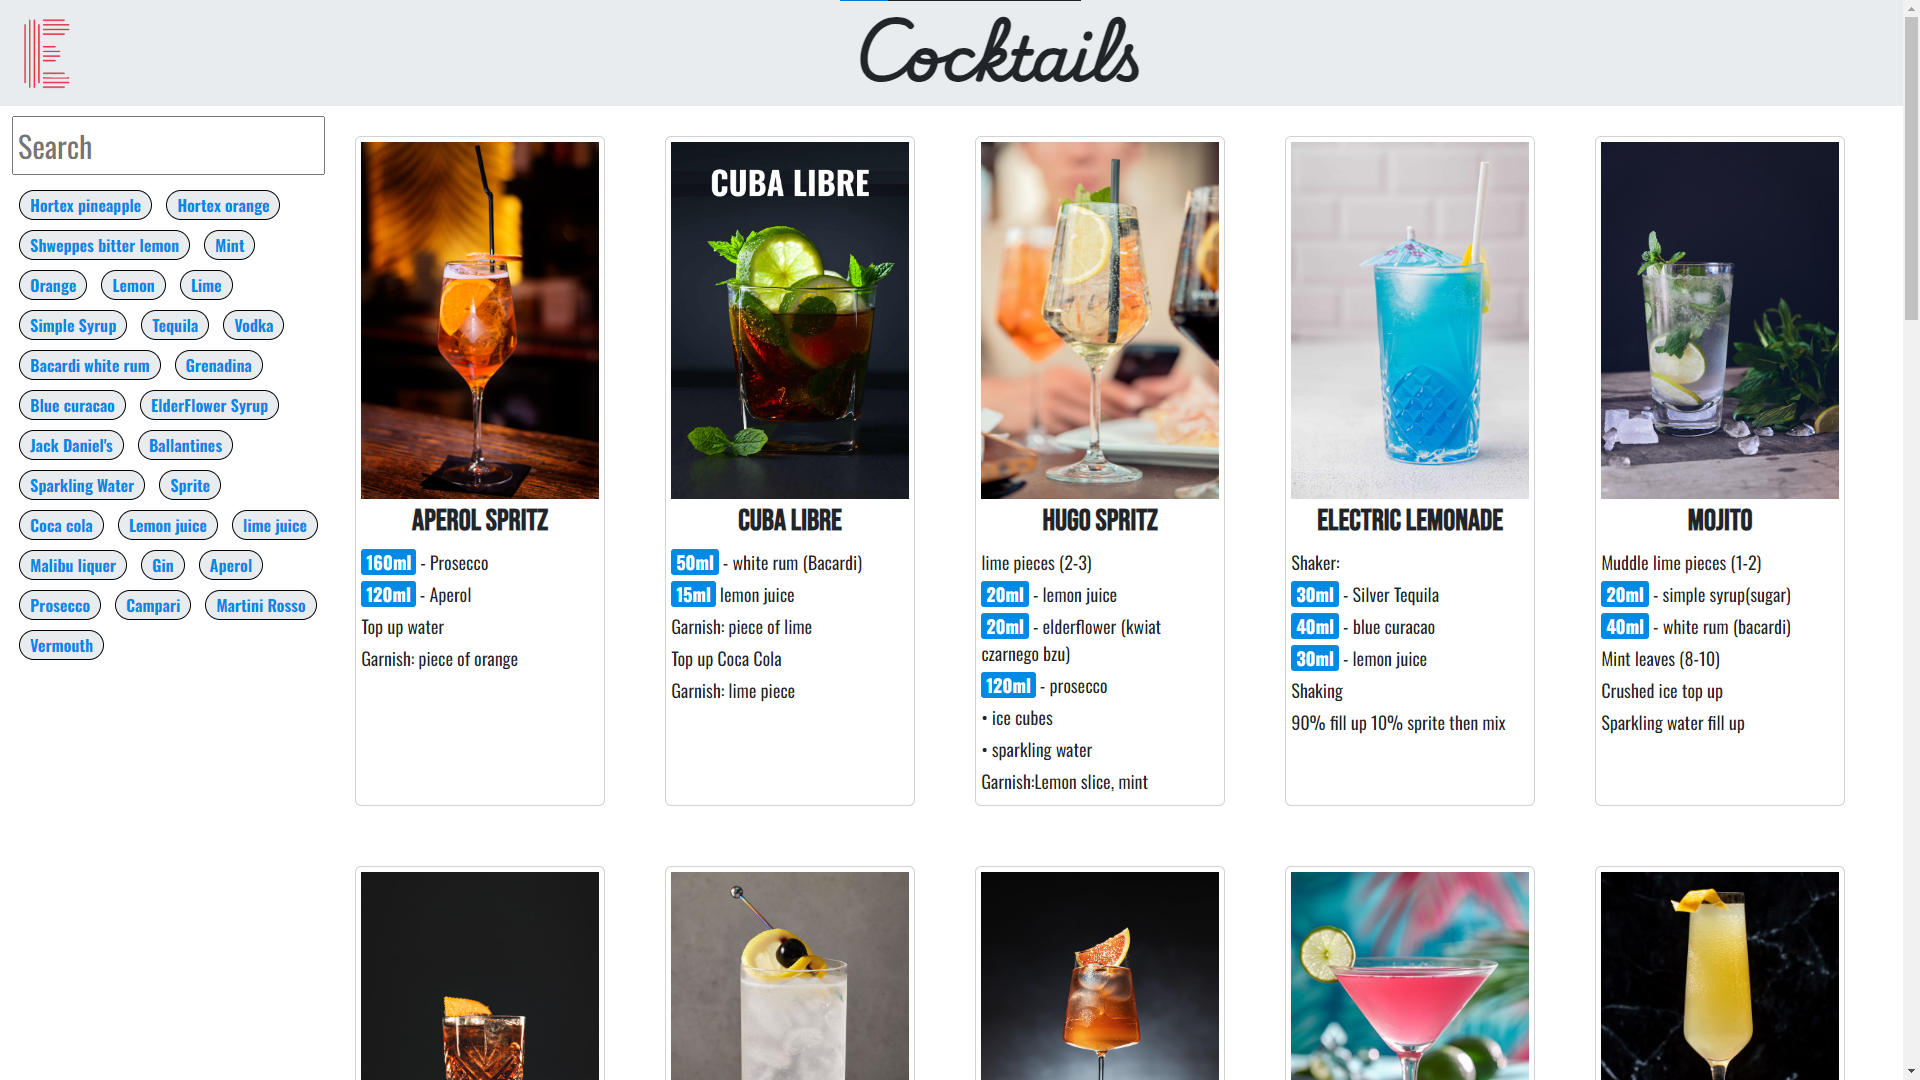 Cocktails
Search
Hortex pineapple
Hortex orange
Shweppes bitter lemon
Mint
Orange
Lemon
Lime
Simple Syrup
Tequila
Vodka
Bacardi white rum
Grenadina
Blue curacao
ElderFlower Syrup
Jack Daniel's
Ballantines
Sparkling Water
Sprite
Coca cola
Lemon juice
lime juice
Malibu liquer
Gin
Aperol
Prosecco
Campari
Martini Rosso
Vermouth
APEROL SPRITZ
160ml - Prosecco
120ml - Aperol
Top up water
Garnish: piece of orange
CUBA LIBRE
CUBA LIBRE
50ml - white rum (Bacardi)
15ml lemon juice
Garnish: piece of lime
Top up Coca Cola
Garnish: lime piece
HUGO SPRITZ
lime pieces (2-3)
20ml - lemon juice
20ml - elderflower (kwiat
czarnego bzu)
120ml - prosecco
• ice cubes
• sparkling water
Garnish:Lemon slice, mint
ELECTRIC LEMONADE
Shaker:
30ml - Silver Tequila
40ml - blue curacao
30ml - lemon juice
Shaking
90% fill up 10% sprite then mix
MOJITO
Muddle lime pieces (1-2)
20ml - simple syrup(sugar)
40ml - white rum (bacardi)
Mint leaves (8-10)
Crushed ice top up
Sparkling water fill up